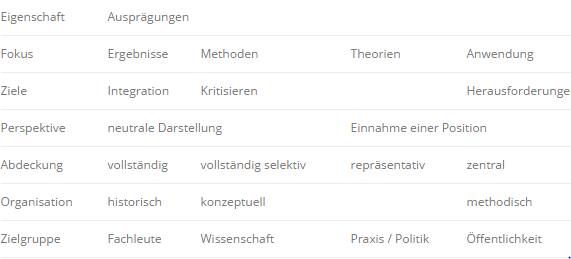 Eigenschaft Ausprägungen
Fokus Ergebnisse Methoden Theorien Anwendung
Ziele Integration Kritisieren Herausforderunge
Perspektive neutrale Darstellung Einnahme einer Position
Abdeckung vollständig vollständig selektiv repräsentativ zentral
Organisation historisch konzeptuell methodisch
Zielgruppe Fachleute Wissenschaft Praxis / Politik Öffentlichkeit
.